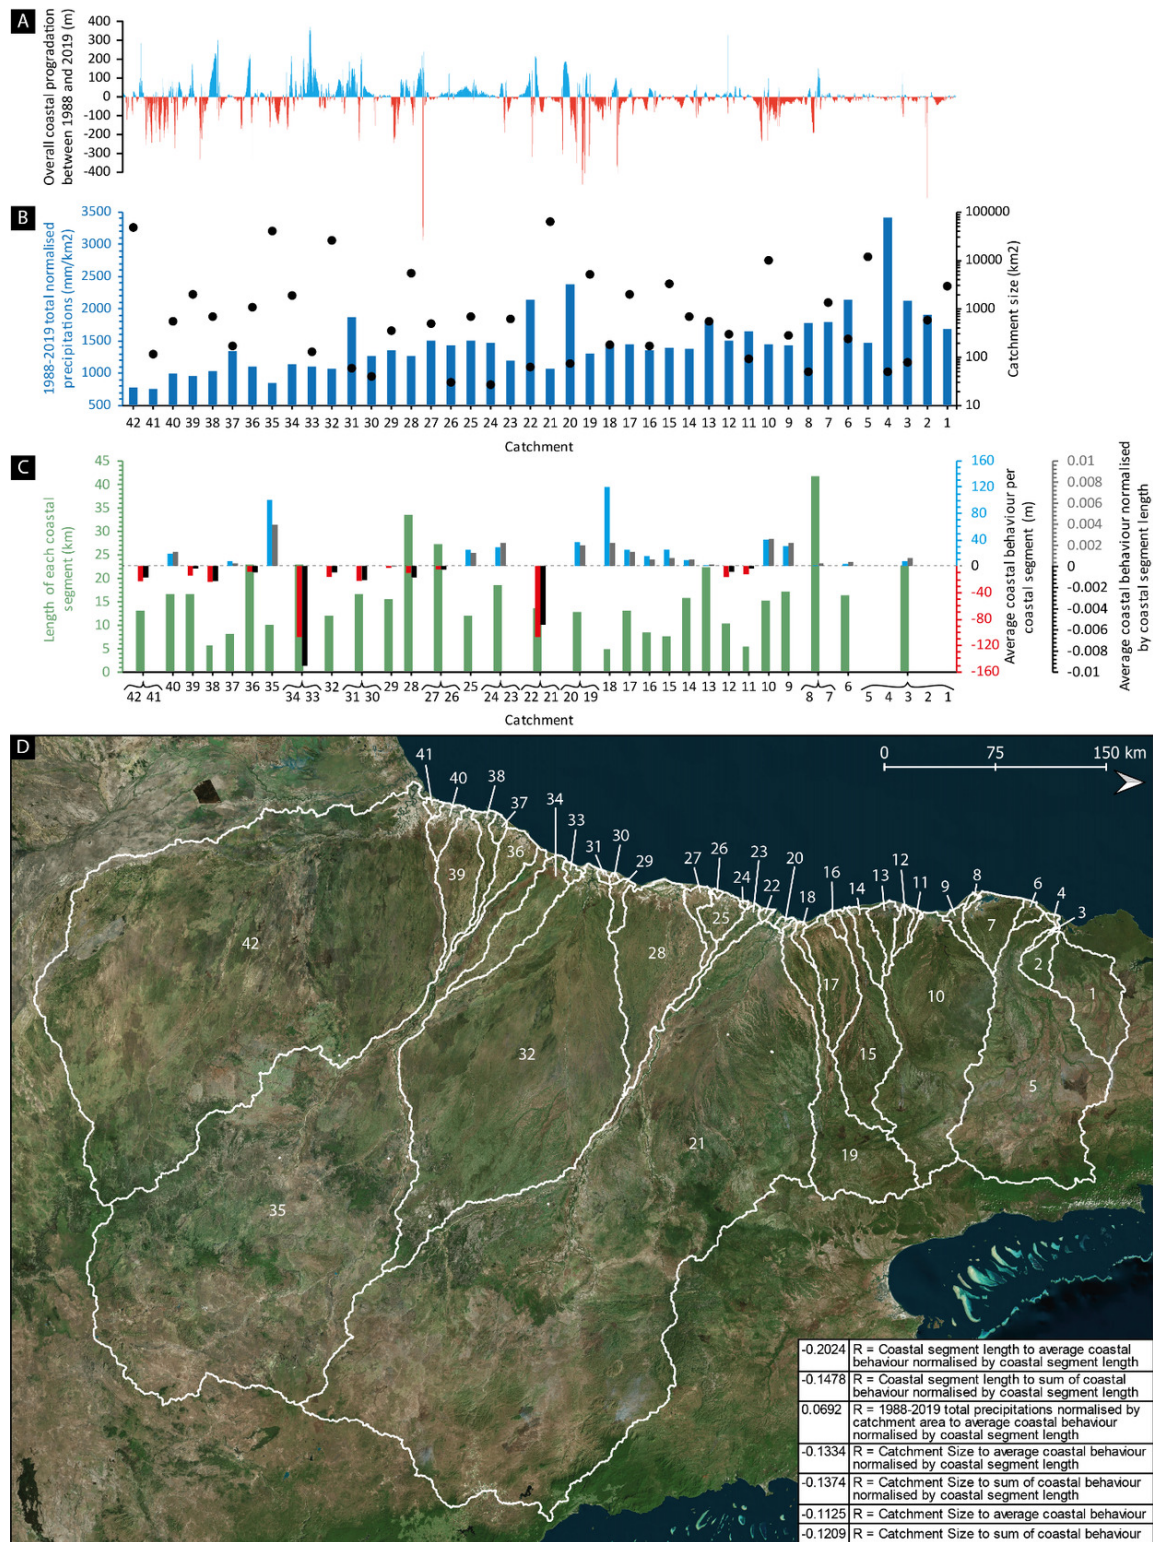 A
Overall coastal progradation
between 1988 and 2019 (m)
400
300
200
100
0
-100
-200
-300
-400
B
1988-2019 total normalised
precipitations (mm/km2)
3500
3000
2500
2000
1500
1000
500
100000
10000
1000
100
10
Catchment size (km2)
42 41 40 39 38 37 36 35 34 33 32 31 30 29 28 27 26 25 24 23 22 21 20 19 18 17 16 15 14 13 12 11 10 9 8 7 6 5 4 3 2 1
Catchment
C
Length of each coastal
segment (km)
45
40
35
30
25
20
15
10
5
0
160
120
80
40
0
-40
-80
-120
-160
Average coastal behaviour per
coastal segment (m)
0.01
0.008
0.006
0.004
0.002
0
-0.002
-0.004
-0.006
-0.008
-0.01
Average coastal behaviour normalised
by coastal segment length
42 41 40 39 38 37 36 35 34 33 32 31 30 29 28 27 26 25 24 23 22 21 20 19 18 17 16 15 14 13 12 11 10 9 8 7 6 5 4 3 2 1
Catchment
D
0 75 150 km
41
40
38
37
34
33
31
30
29
27
26
24
23
22
20
18
16
14
13
12
11
9
8
6
4
3
39
36
42
28
25
17
10
7
2
1
32
15
5
21
19
35
-0.2024 R = Coastal segment length to average coastal
behaviour normalised by coastal segment length
-0.1478 R = Coastal segment length to sum of coastal
behaviour normalised by coastal segment length
0.0692 R = 1988-2019 total precipitations normalised by
catchment area to average coastal behaviour
normalised by coastal segment length
-0.1334 R = Catchment Size to average coastal behaviour
normalised by coastal segment length
-0.1374 R = Catchment Size to sum of coastal behaviour
normalised by coastal segment length
-0.1125 R = Catchment Size to average coastal behaviour
-0.1209 R = Catchment Size to sum of coastal behaviour